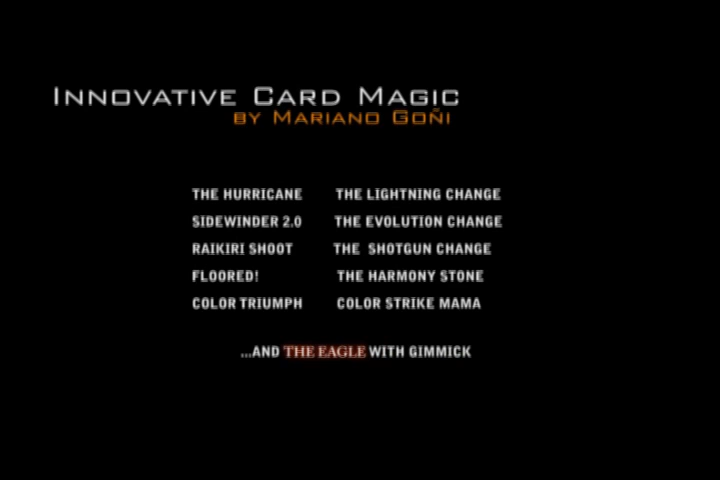 INNOVATIVE CARD MAGIC
BY MARIANO GOÑI
THE HURRICANE THE LIGHTNING CHANGE
SIDEWINDER 2.0 THE EVOLUTION CHANGE
RAIKIRI SHOOT THE SHOTGUN CHANGE
FLOORED! THE HARMONY STONE
COLOR TRIUMPH COLOR STRIKE MAMA
...AND THE EAGLE WITH GIMMICK